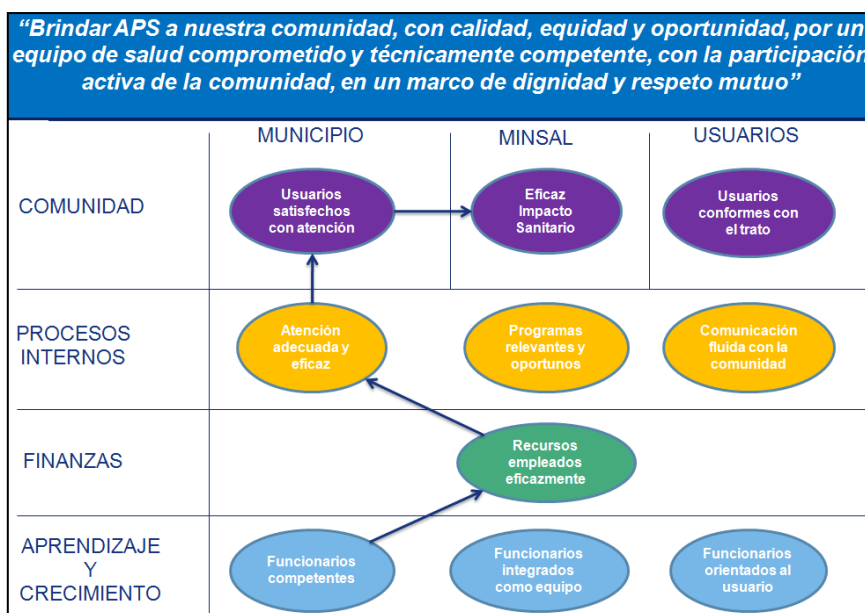 “Brindar APS a nuestra comunidad, con calidad, equidad y oportunidad, por un
equipo de salud comprometido y técnicamente competente, con la participación
activa de la comunidad, en un marco de dignidad y respeto mutuo”
MUNICIPIO
MINSAL
USUARIOS
COMUNIDAD
Usuarios
satisfechos
con atención
Eficaz
Impacto
Sanitario
Usuarios
conformes con
el trato
PROCESOS
INTERNOS
Atención
adecuada y
eficaz
Programas
relevantes y
oportunos
Comunicación
fluida con la
comunidad
FINANZAS
Recursos
empleados
eficazmente
APRENDIZAJE
Y
CRECIMIENTO
Funcionarios
competentes
Funcionarios
integrados
como equipo
Funcionarios
orientados al
usuario